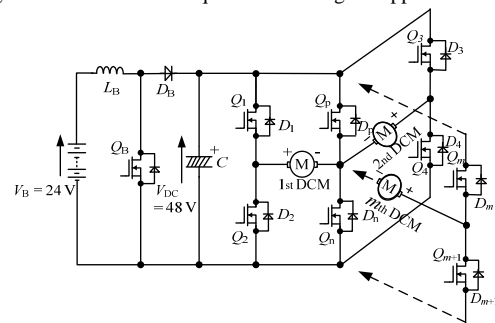 Q3
D3
LB
DB
Q1
Qp
D1
Dp
QB
+
C
VB = 24 V
VDC
= 48 V
+
M
-
1st DCM
-
M
+
2nd DCM
D4
Q4
Qm
-
M
+
mth DCM
Dm
D2
Q2
Dn
Qn
Qm+1
Dm+